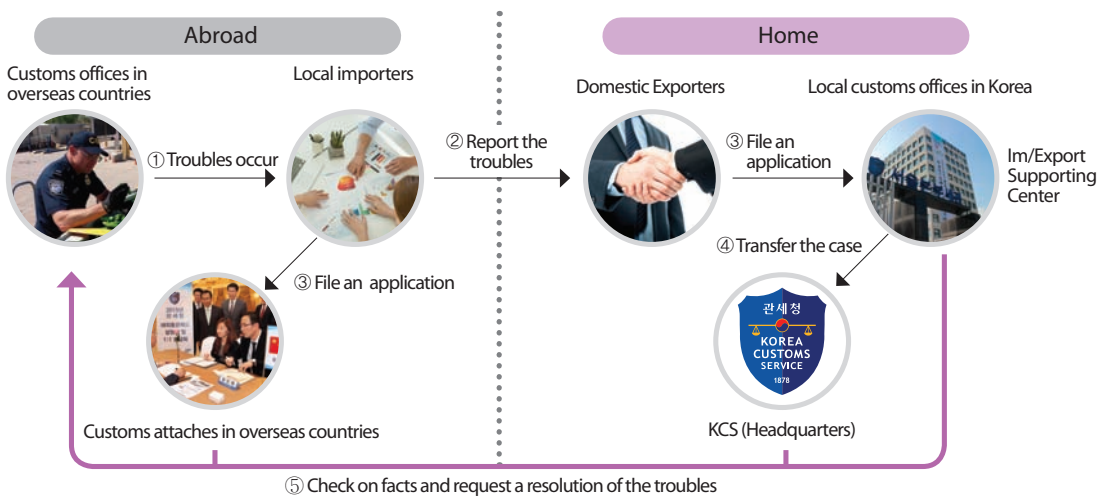 Abroad
Home
Customs offices in
overseas countries
Local importers
Domestic Exporters
Local customs offices in Korea
① Troubles occur
② Report the
troubles
③ File an
application
Im/Export
Supporting
Center
④ Transfer the case
③ File an application
관세청
KOREA
CUSTOMS
SERVICE
1878
Customs attaches in overseas countries
KCS (Headquarters)
⑤ Check on facts and request a resolution of the troubles